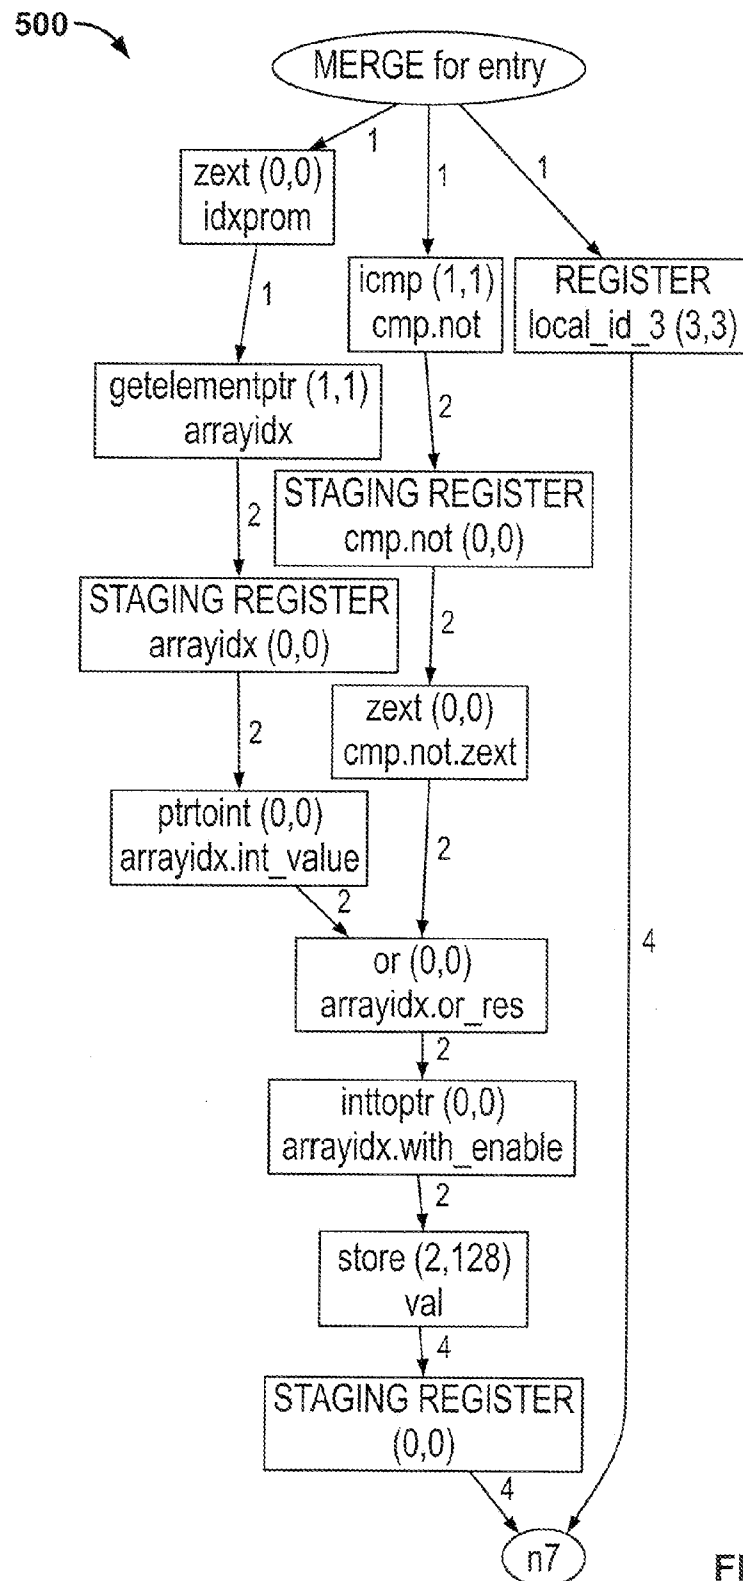 500
MERGE for entry
1
1
1
zext (0,0)
idxprom
1
icmp (1,1)
cmp.not
REGISTER
local_id_3 (3,3)
getelementptr (1,1)
arrayidx
2
2
STAGING REGISTER
cmp.not (0,0)
STAGING REGISTER
arrayidx (0,0)
2
2
zext (0,0)
cmp.not.zext
ptrtoint (0,0)
arrayidx.int_value
2
2
4
or (0,0)
arrayidx.or_res
2
inttoptr (0,0)
arrayidx.with_enable
2
store (2,128)
val
4
STAGING REGISTER
(0,0)
4
n7